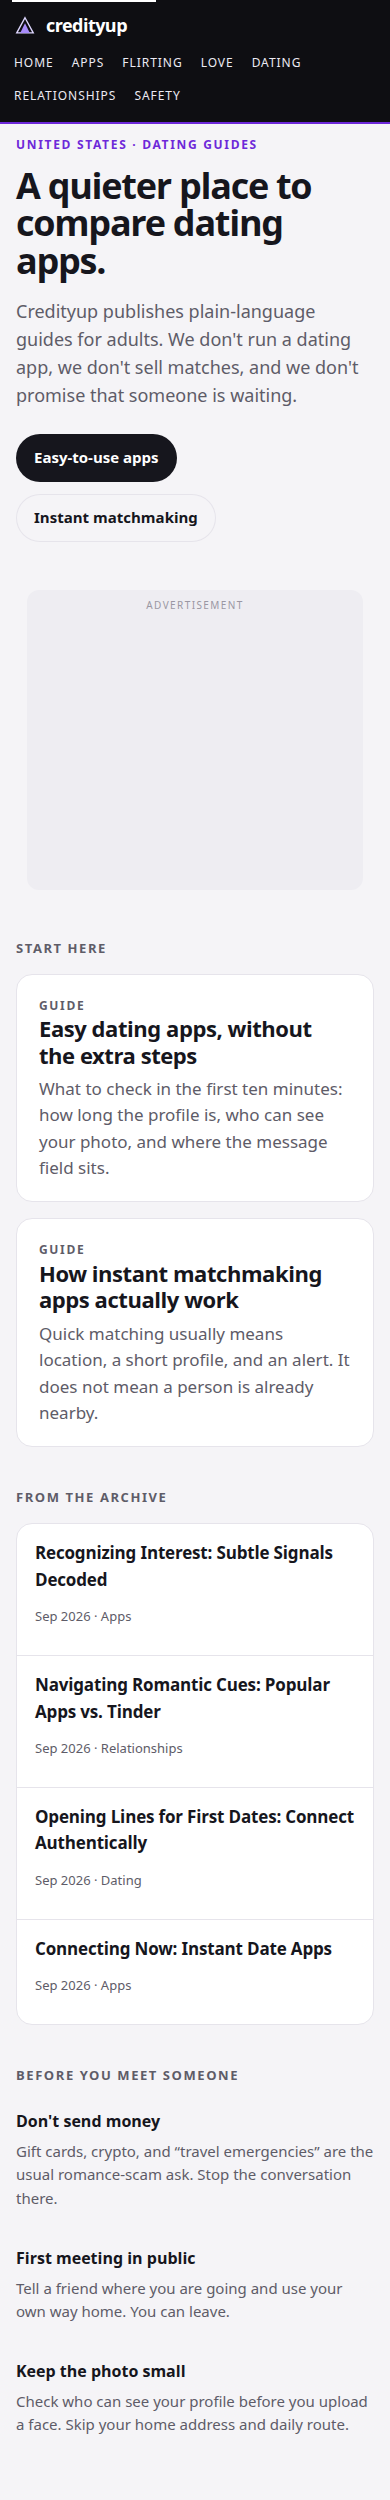 credityup
HOME APPS FLIRTING LOVE DATING
RELATIONSHIPS SAFETY
UNITED STATES · DATING GUIDES
A quieter place to
compare dating
apps.
Credityup publishes plain-language
guides for adults. We don't run a dating
app, we don't sell matches, and we don't
promise that someone is waiting.
Easy-to-use apps
Instant matchmaking
ADVERTISEMENT
START HERE
GUIDE
Easy dating apps, without
the extra steps
What to check in the first ten minutes:
how long the profile is, who can see
your photo, and where the message
field sits.
GUIDE
How instant matchmaking
apps actually work
Quick matching usually means
location, a short profile, and an alert. It
does not mean a person is already
nearby.
FROM THE ARCHIVE
Recognizing Interest: Subtle Signals
Decoded
Sep 2026 · Apps
Navigating Romantic Cues: Popular
Apps vs. Tinder
Sep 2026 · Relationships
Opening Lines for First Dates: Connect
Authentically
Sep 2026 · Dating
Connecting Now: Instant Date Apps
Sep 2026 · Apps
BEFORE YOU MEET SOMEONE
Don't send money
Gift cards, crypto, and “travel emergencies” are the
usual romance-scam ask. Stop the conversation
there.
First meeting in public
Tell a friend where you are going and use your
own way home. You can leave.
Keep the photo small
Check who can see your profile before you upload
a face. Skip your home address and daily route.